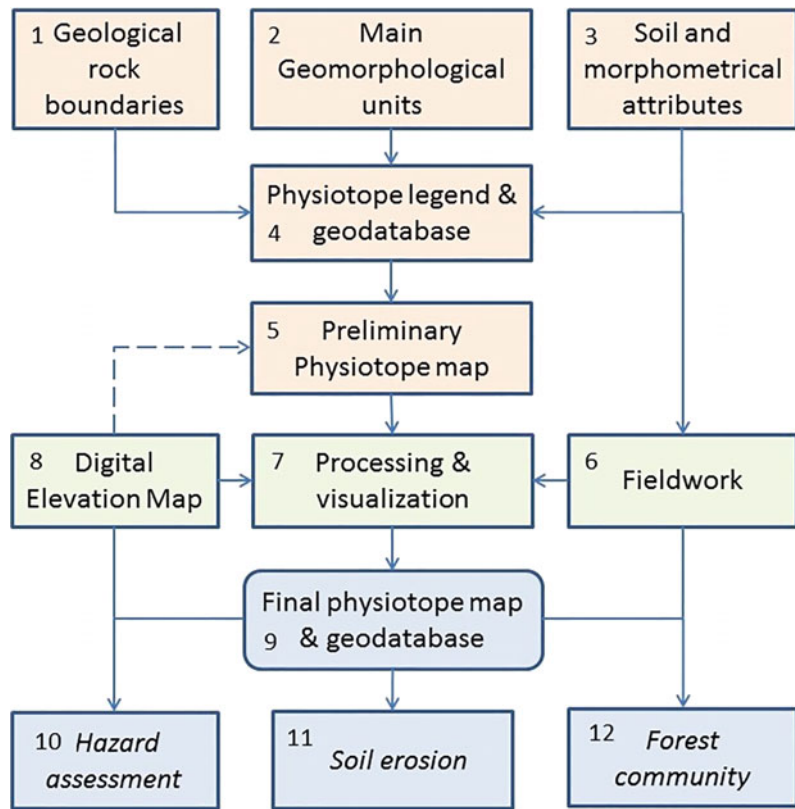 1 Geological
rock
boundaries
2 Main
Geomorphological
units
3 Soil and
morphometrical
attributes
Physiotope legend &
4 geodatabase
5 Preliminary
Physiotope map
8 Digital
Elevation Map
7 Processing &
visualization
6 Fieldwork
Final physiotope map
9 & geodatabase
10 Hazard
assessment
11 Soil erosion
12 Forest
community